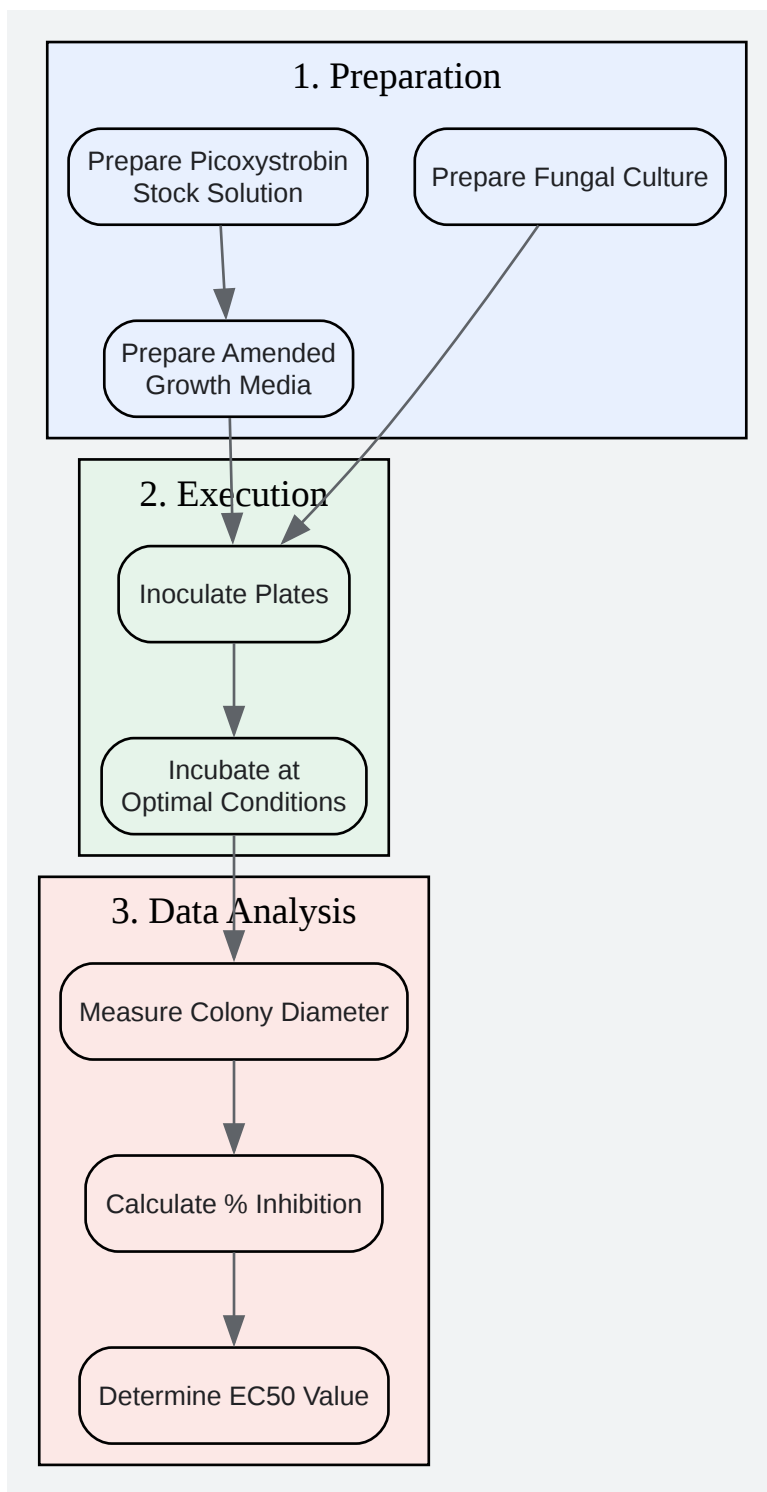 1. Preparation
Prepare Picoxystrobin
Stock Solution
Prepare Fungal Culture
Prepare Amended
Growth Media
2. Execution
Inoculate Plates
Incubate at
Optimal Conditions
3. Data Analysis
Measure Colony Diameter
Calculate % Inhibition
Determine EC50 Value